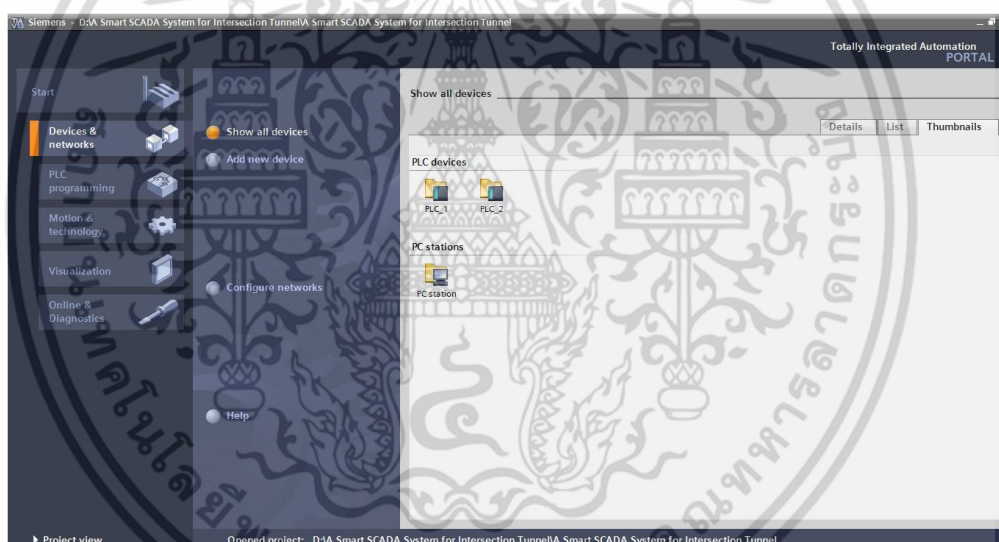 Siemens - D:\A Smart SCADA System for Intersection Tunnel\A Smart SCADA System for Intersection Tunnel
Totally Integrated Automation
PORTAL
Start
Devices &
networks
PLC
programming
Motion &
technology
Visualization
Online &
Diagnostics
Show all devices
Add new device
Configure networks
Help
Show all devices
Details List Thumbnails
PLC devices
PLC_1 PLC_2
PC stations
PC station
Project view
Opened project: D:\A Smart SCADA System for Intersection Tunnel\A Smart SCADA System for Intersection Tunnel